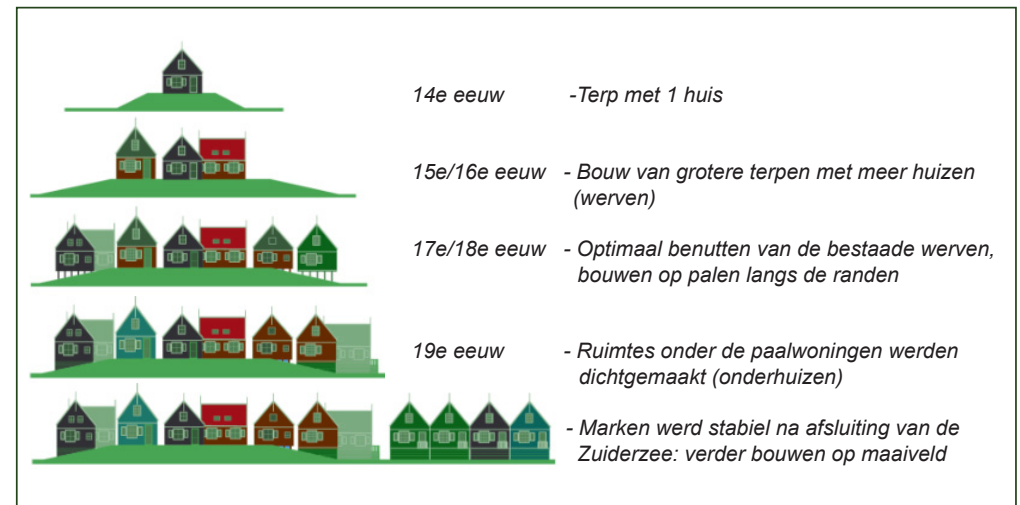 14e eeuw -Terp met 1 huis
15e/16e eeuw - Bouw van grotere terpen met meer huizen
(werven)
17e/18e eeuw - Optimaal benutten van de bestaade werven,
bouwen op palen langs de randen
19e eeuw - Ruimtes onder de paalwoningen werden
dichtgemaakt (onderhuizen)
- Marken werd stabiel na afsluiting van de
Zuiderzee: verder bouwen op maaiveld